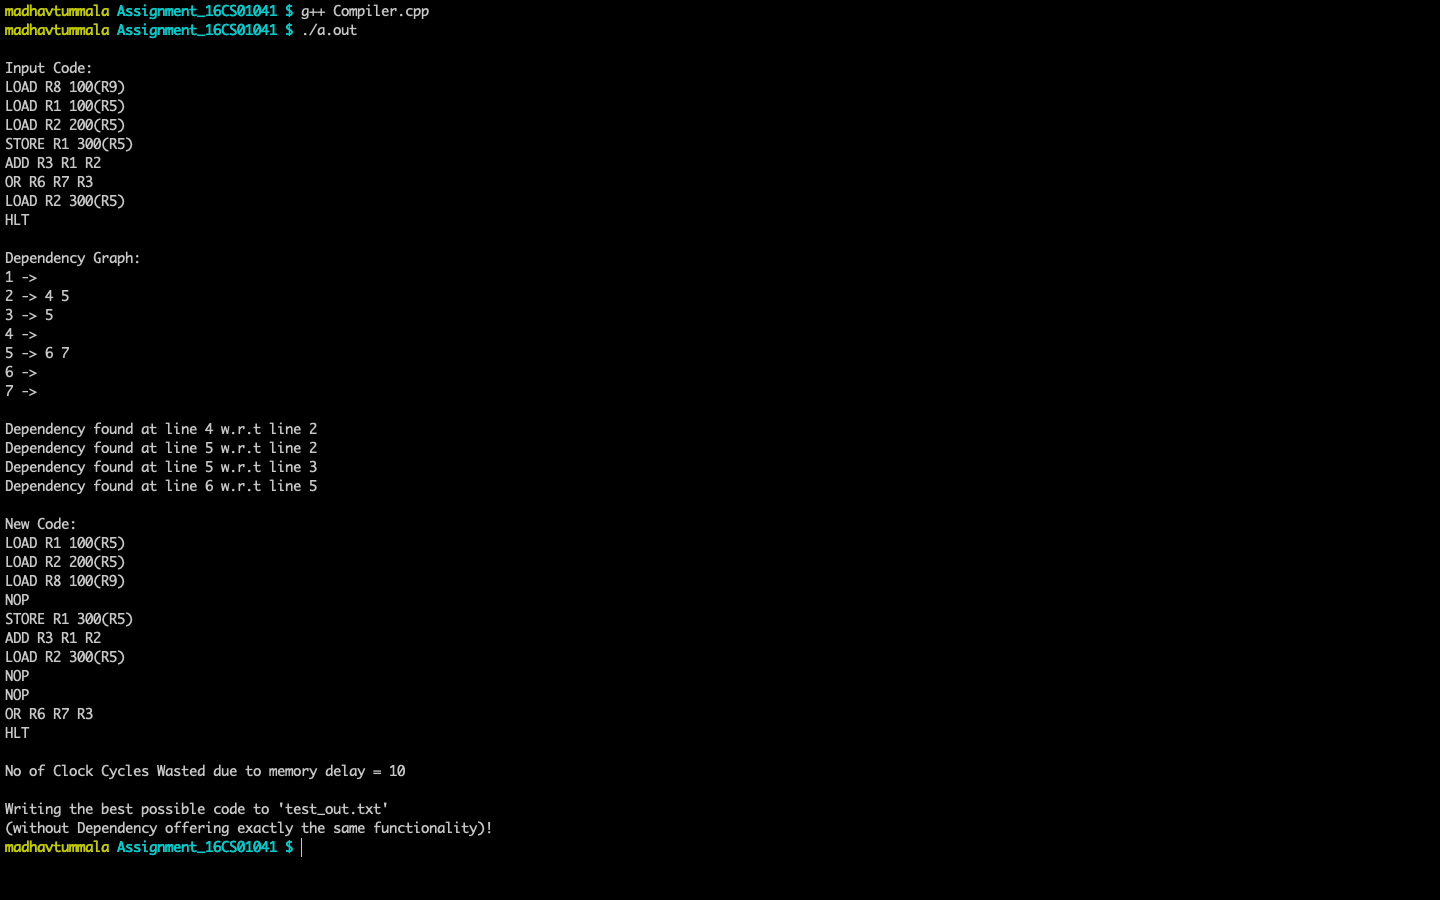 madhavtummala Assignment_16CS01041 $ g++ Compiler.cpp
madhavtummala Assignment_16CS01041 $ ./a.out
Input Code:
LOAD R8 100(R9)
LOAD R1 100(R5)
LOAD R2 200(R5)
STORE R1 300(R5)
ADD R3 R1 R2
OR R6 R7 R3
LOAD R2 300(R5)
HLT
Dependency Graph:
1 ->
2 -> 4 5
3 -> 5
4 ->
5 -> 6 7
6 ->
7 ->
Dependency found at line 4 w.r.t line 2
Dependency found at line 5 w.r.t line 2
Dependency found at line 5 w.r.t line 3
Dependency found at line 6 w.r.t line 5
New Code:
LOAD R1 100(R5)
LOAD R2 200(R5)
LOAD R8 100(R9)
NOP
STORE R1 300(R5)
ADD R3 R1 R2
LOAD R2 300(R5)
NOP
NOP
OR R6 R7 R3
HLT
No of Clock Cycles Wasted due to memory delay = 10
Writing the best possible code to 'test_out.txt'
(without Dependency offering exactly the same functionality)!
madhavtummala Assignment_16CS01041 $